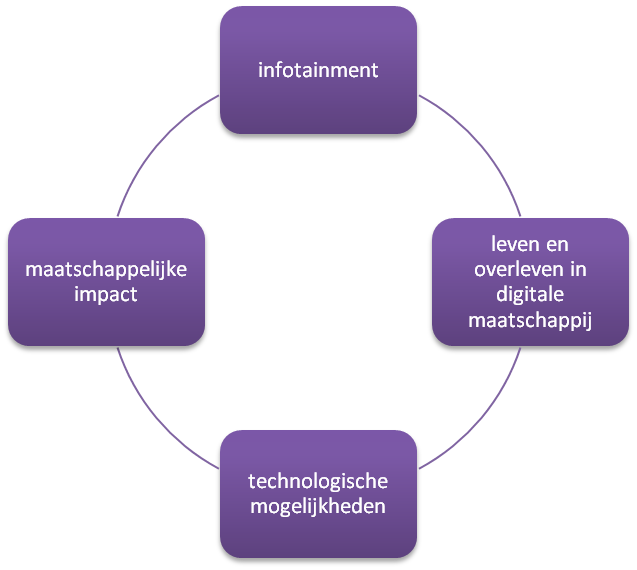 infotainment
leven en
overleven in
digitale
maatschappij
technologische
mogelijkheden
maatschappelijke
impact